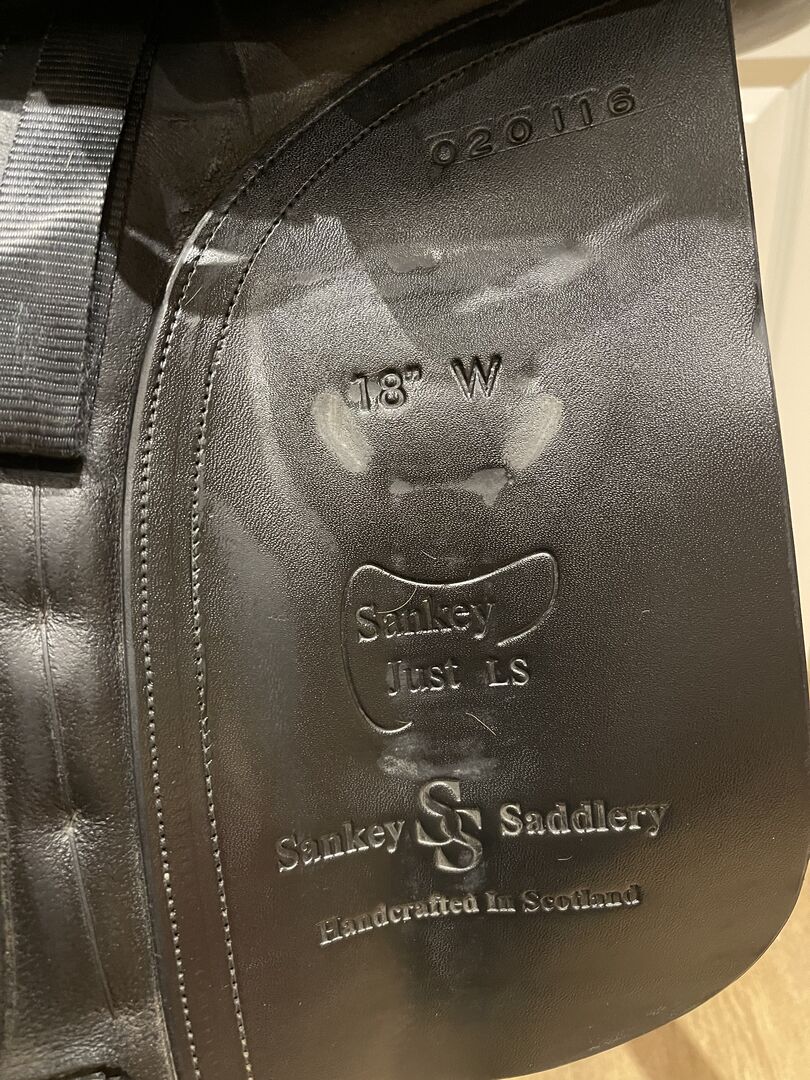 020116
18" W
Sankey
Just LS
Sankey SS Saddlery
Handcrafted In Scotland